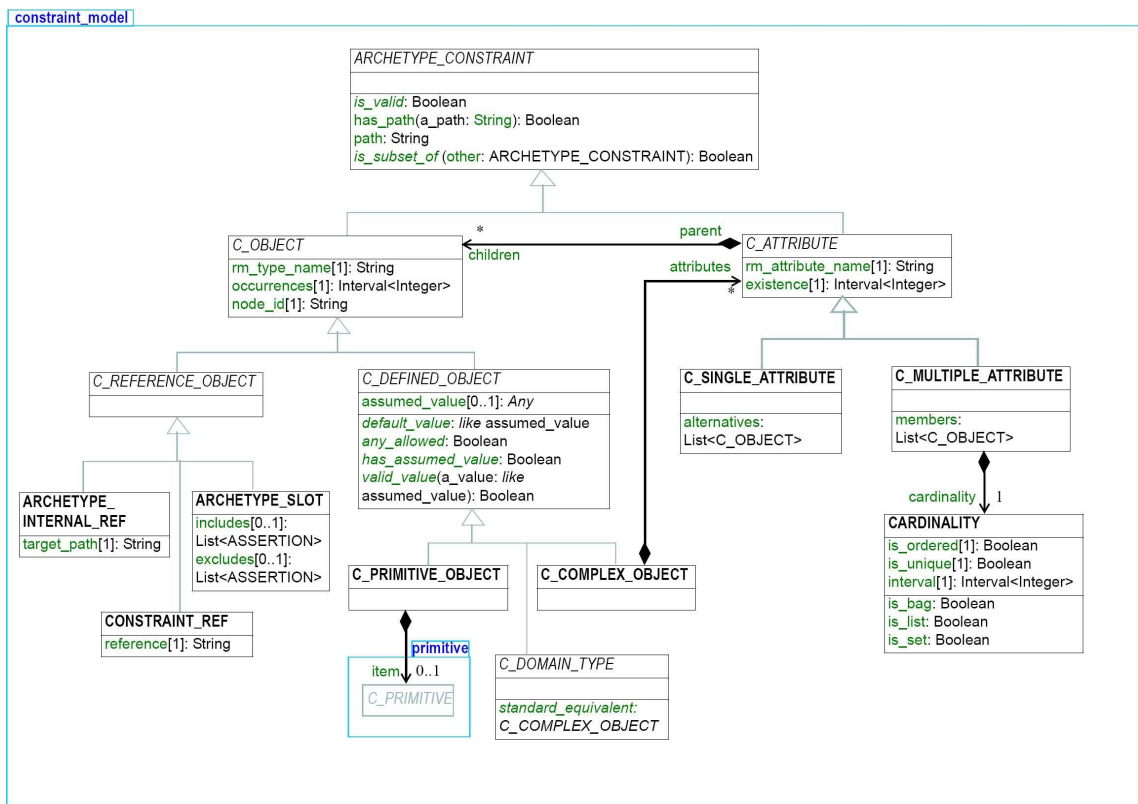 constraint_model
ARCHETYPE_CONSTRAINT
is_valid: Boolean
has_path(a_path: String): Boolean
path: String
is_subset_of (other: ARCHETYPE_CONSTRAINT): Boolean
C_OBJECT
rm_type_name[1]: String
occurrences[1]: Interval<Integer>
node_id[1]: String
*
children
parent
attributes
*
C_ATTRIBUTE
rm_attribute_name[1]: String
existence[1]: Interval<Integer>
C_REFERENCE_OBJECT
C_DEFINED_OBJECT
assumed_value[0..1]: Any
default_value: like assumed_value
any_allowed: Boolean
has_assumed_value: Boolean
valid_value(a_value: like
assumed_value): Boolean
C_SINGLE_ATTRIBUTE
alternatives:
List<C_OBJECT>
C_MULTIPLE_ATTRIBUTE
members:
List<C_OBJECT>
ARCHETYPE_
INTERNAL_REF
target_path[1]: String
ARCHETYPE_SLOT
includes[0..1]:
List<ASSERTION>
excludes[0..1]:
List<ASSERTION>
cardinality 1
CARDINALITY
is_ordered[1]: Boolean
is_unique[1]: Boolean
interval[1]: Interval<Integer>
is_bag: Boolean
is_list: Boolean
is_set: Boolean
C_PRIMITIVE_OBJECT
C_COMPLEX_OBJECT
CONSTRAINT_REF
reference[1]: String
primitive
item 0..1
C_PRIMITIVE
C_DOMAIN_TYPE
standard_equivalent:
C_COMPLEX_OBJECT